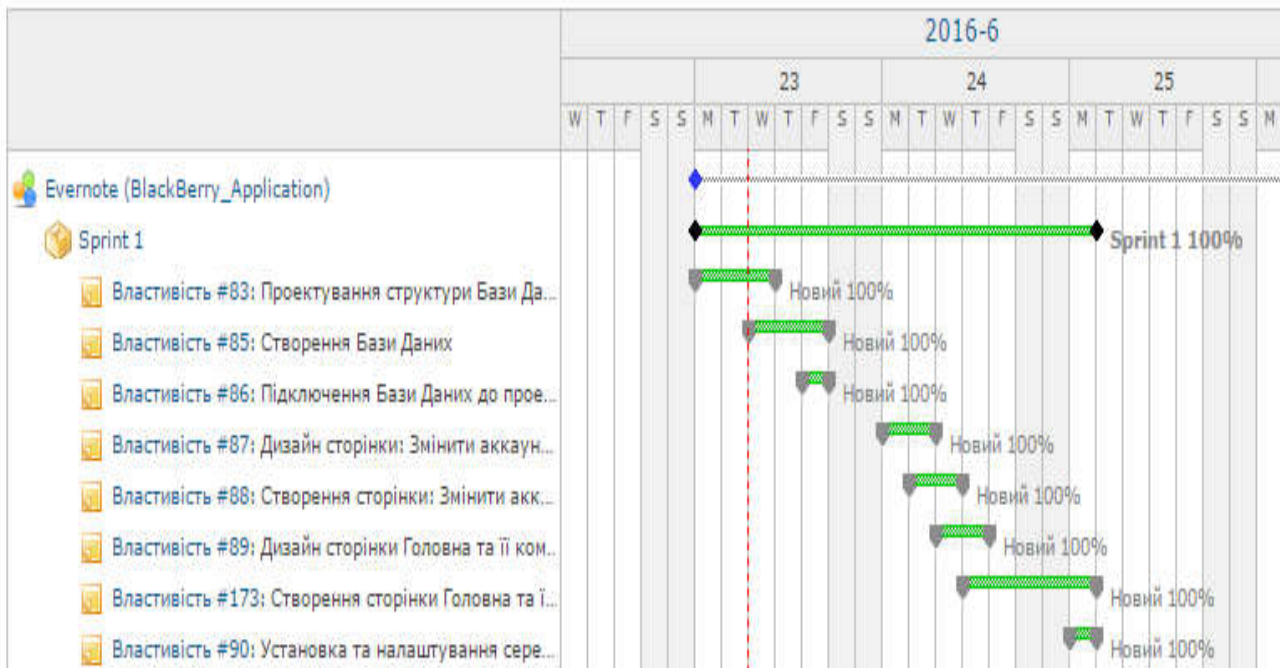 2016-6
23 24 25
W T F S S M T W T F S S M T W T F S S M T W T F S S M
Evernote (BlackBerry_Application)
Sprint 1 Sprint 1 100%
Властивість #83: Проектування структури Бази Да... Новий 100%
Властивість #85: Створення Бази Даних Новий 100%
Властивість #86: Підключення Бази Даних до прое... Новий 100%
Властивість #87: Дизайн сторінки: Змінити аккаун... Новий 100%
Властивість #88: Створення сторінки: Змінити акк... Новий 100%
Властивість #89: Дизайн сторінки Головна та її ком... Новий 100%
Властивість #173: Створення сторінки Головна та ї... Новий 100%
Властивість #90: Установка та налаштування сере... Новий 100%